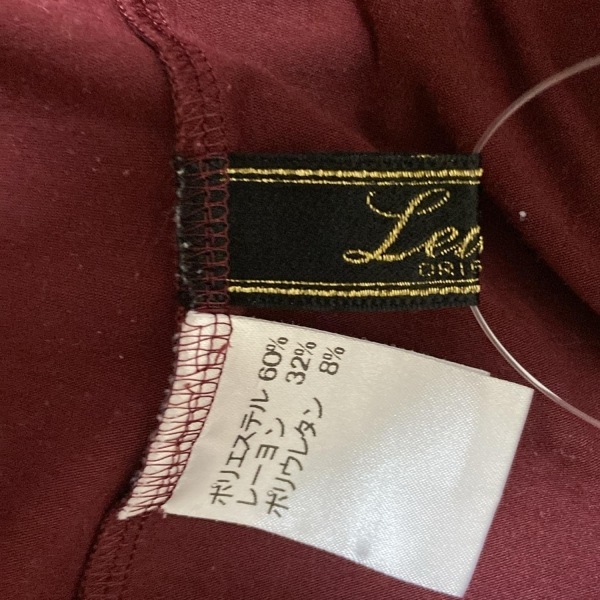 Leo
ORI
ポリエステル 60%
レーヨン 32%
ポリウレタン 8%